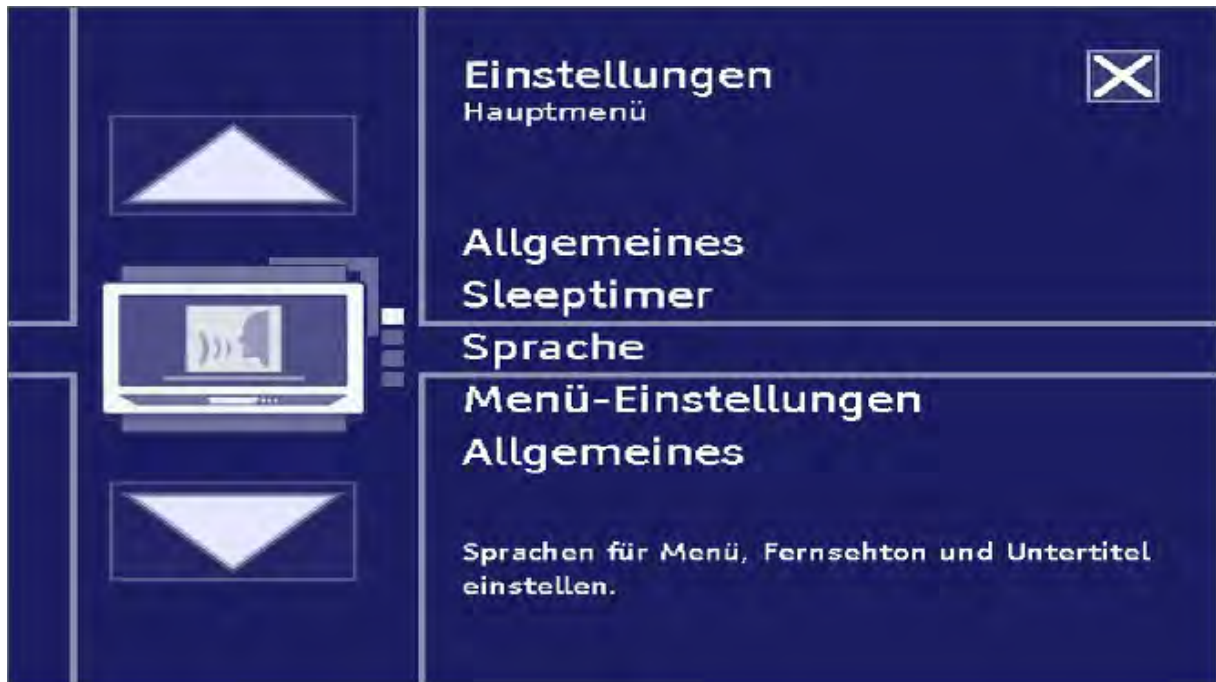 Einstellungen
Hauptmenü
Allgemeines
Sleeptimer
Sprache
Menü-Einstellungen
Allgemeines
Sprachen für Menü, Fernsehton und Untertitel
einstellen.